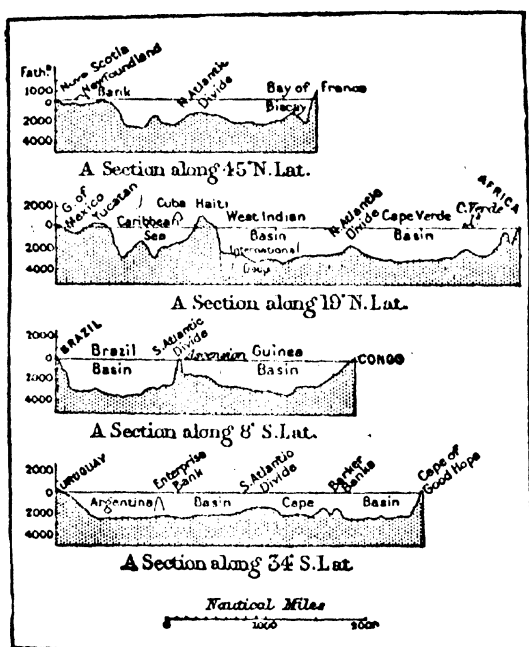 Fath.s
Nova Scotia
Newfoundland
Bank
N.Atlantic
Divide
Bay of
Biscay
France
1000
0
2000
4000
A Section along 45°N.Lat.
G. of
Mexico
Yucatan
Cuba Haiti
Caribbean
Sea
West Indian
Basin
N.Atlantic
Divide
Cape Verde
Basin
C.Verde
AFRICA
2000
0
2000
4000
A Section along 19° N.Lat.
BRAZIL
Brazil
Basin
S.Atlantic
Divide
Ascension
Guinea
Basin
CONGO
2000
0
2000
4000
A Section along 8° S.Lat.
URUGUAY
Argentina
Enterprise
Bank
Basin
S.Atlantic
Divide
Cape
Barker
Banks
Basin
Cape of
Good Hope
2000
0
2000
4000
A Section along 34° S.Lat
Nautical Miles
0 1000 2000